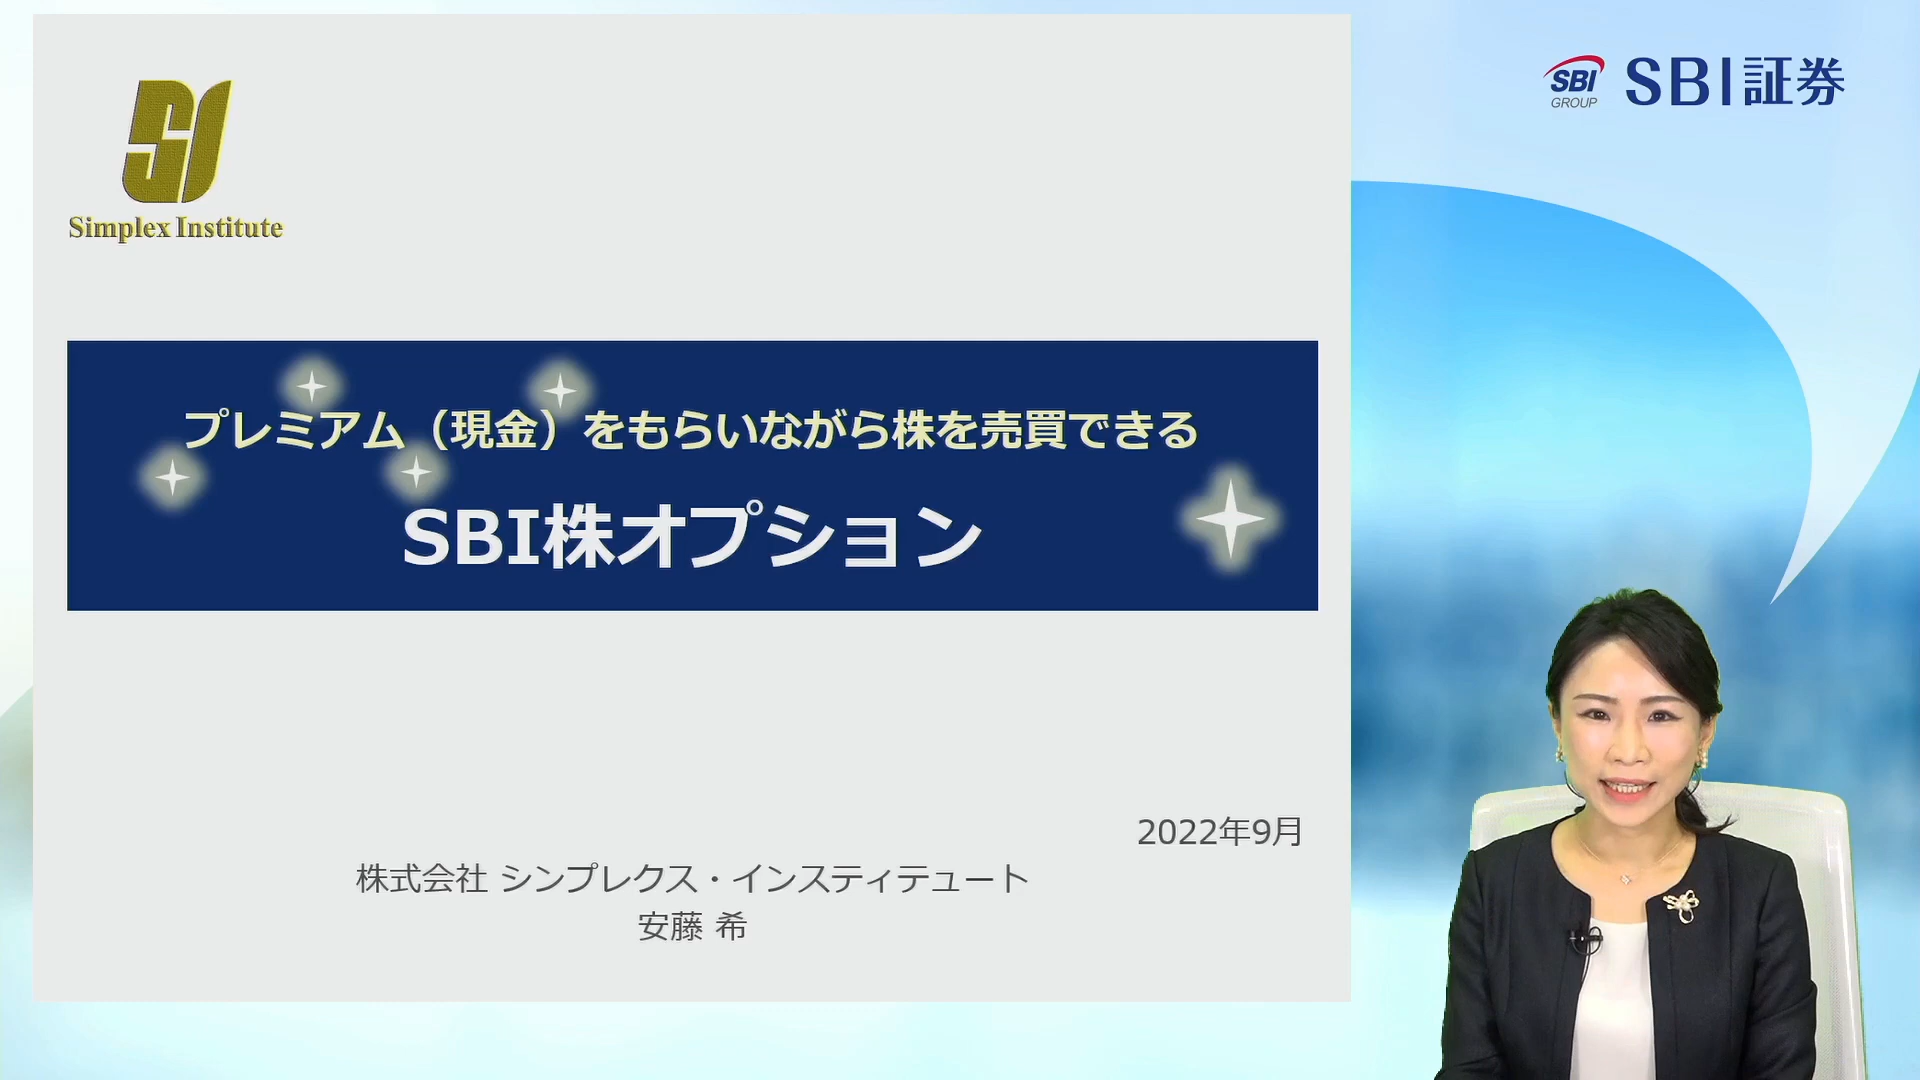 SBI
GROUP
SBI証券
SI
Simplex Institute
プレミアム（現金）をもらいながら株を売買できる
SBI株オプション
2022年9月
株式会社 シンプレクス・インスティテュート
安藤 希